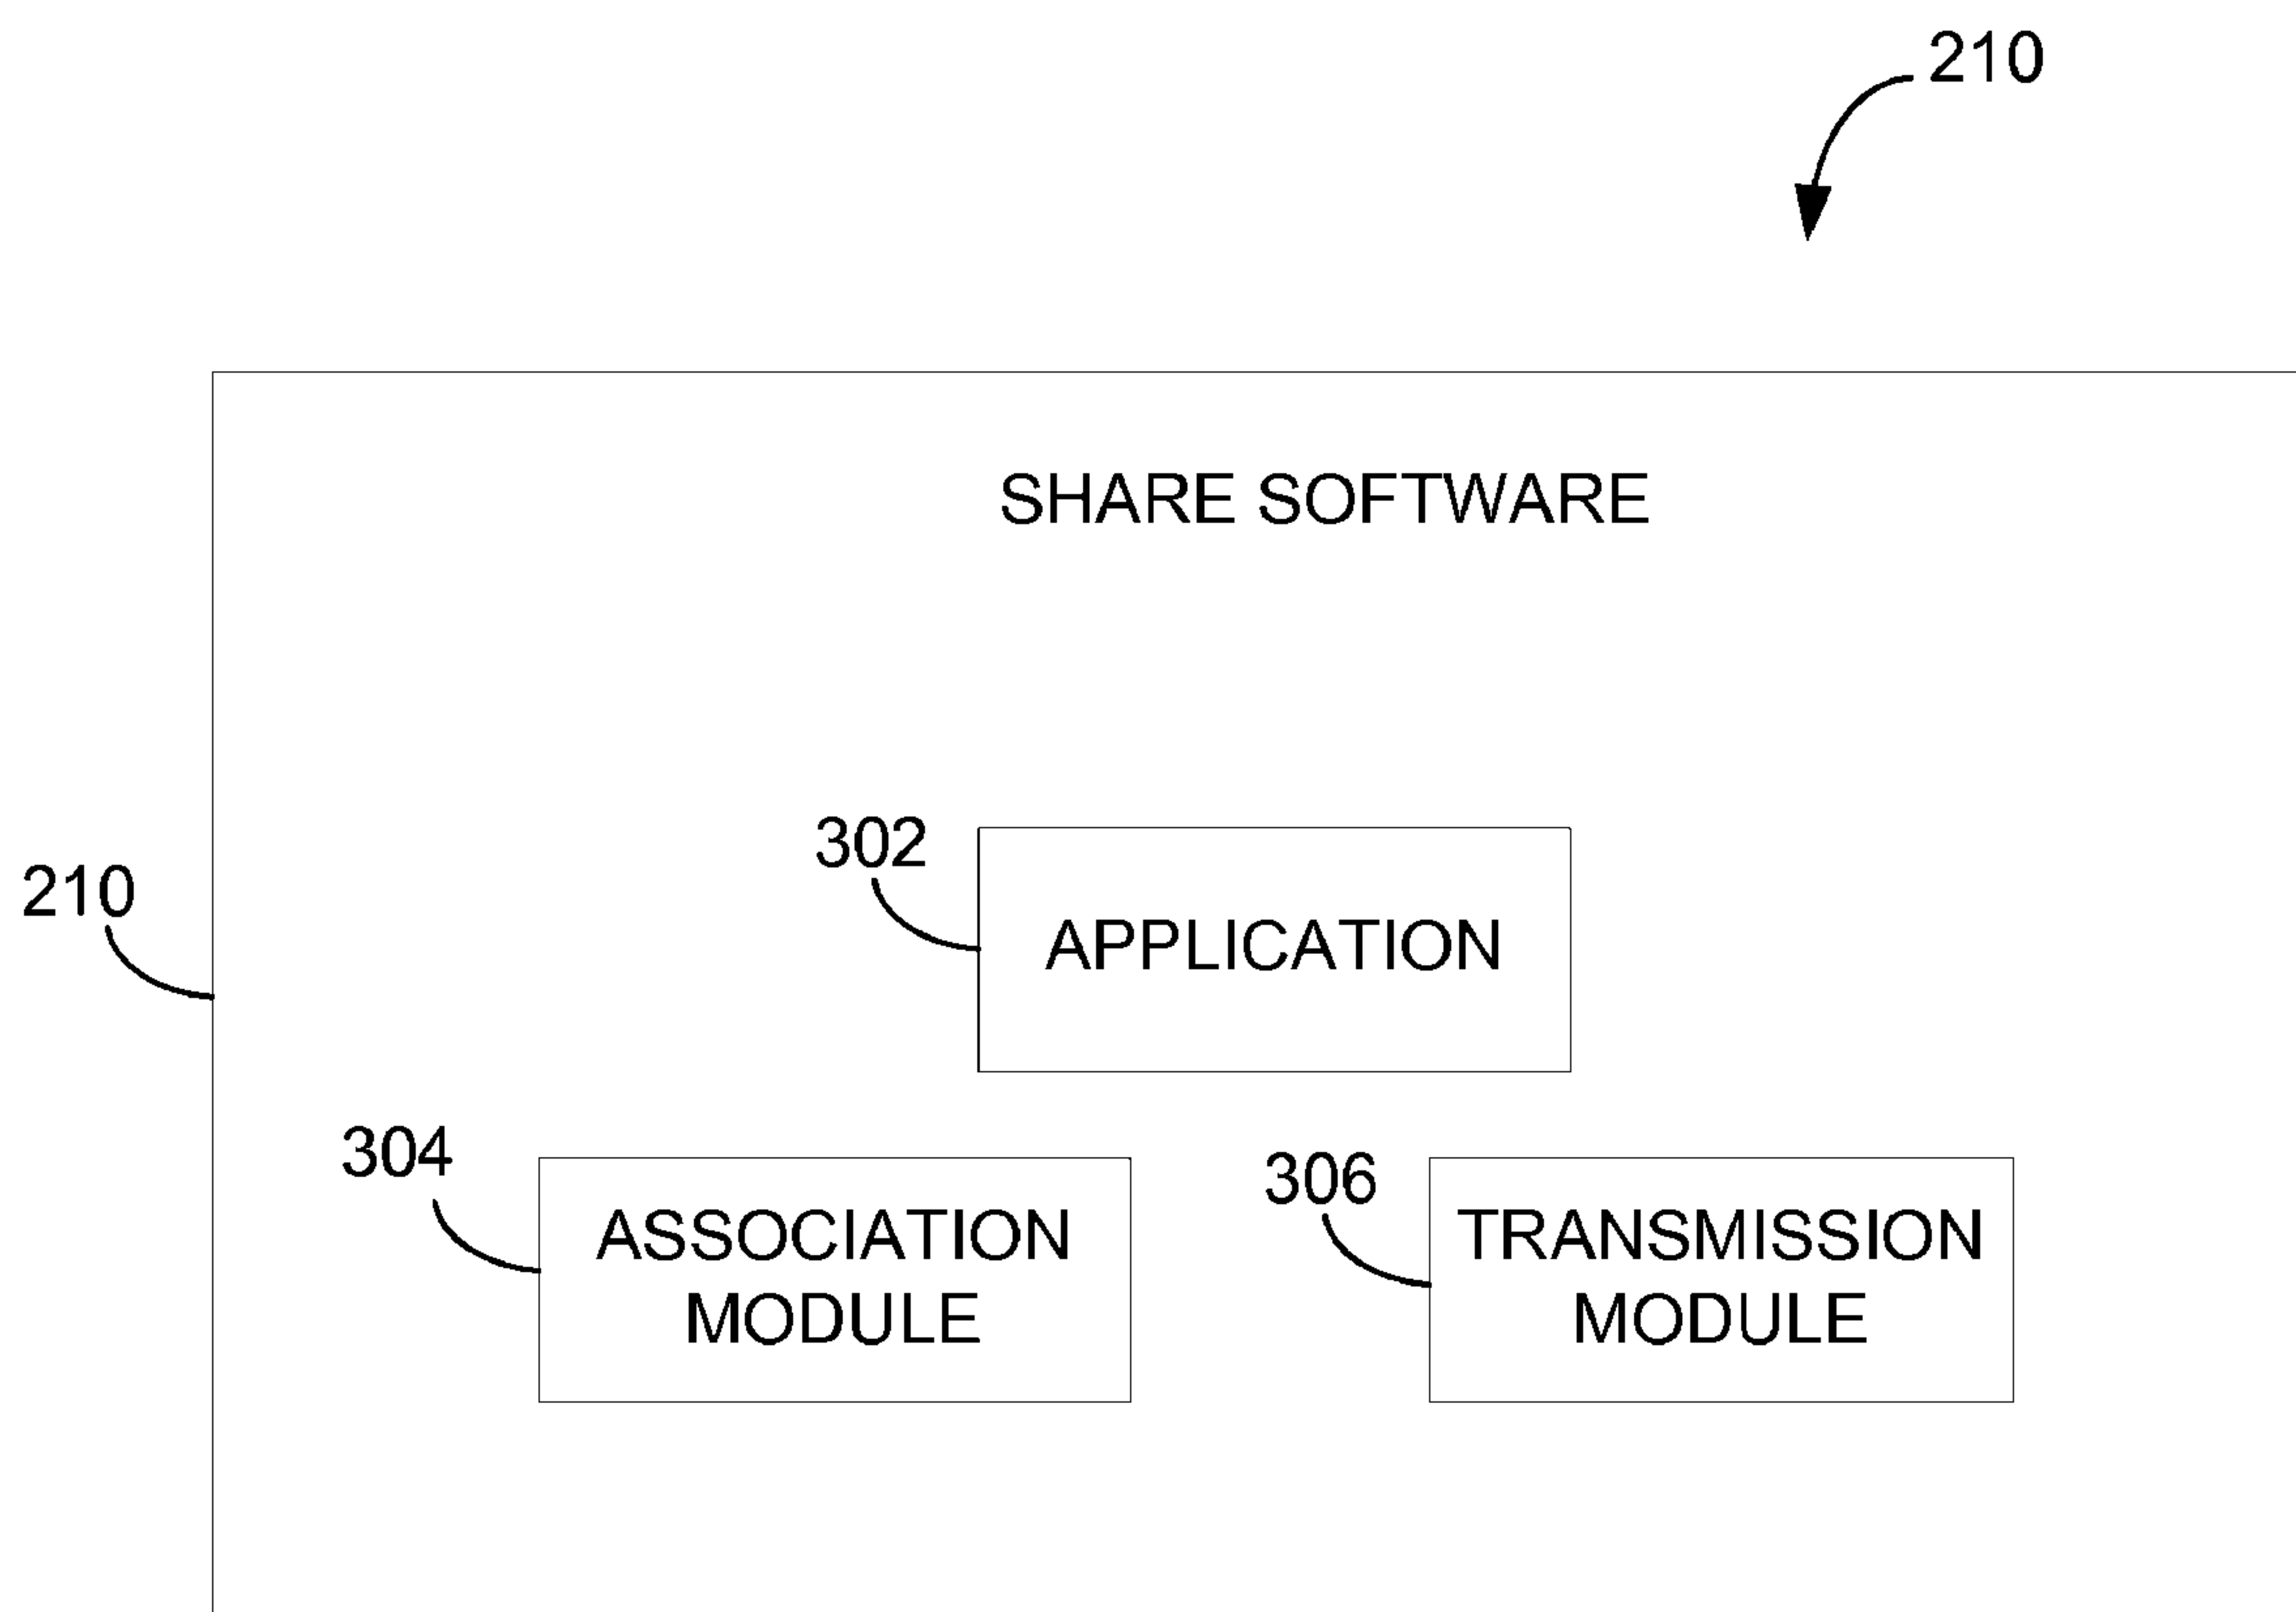 210
SHARE SOFTWARE
302
210
APPLICATION
304
306
ASSOCIATION
MODULE
TRANSMISSION
MODULE